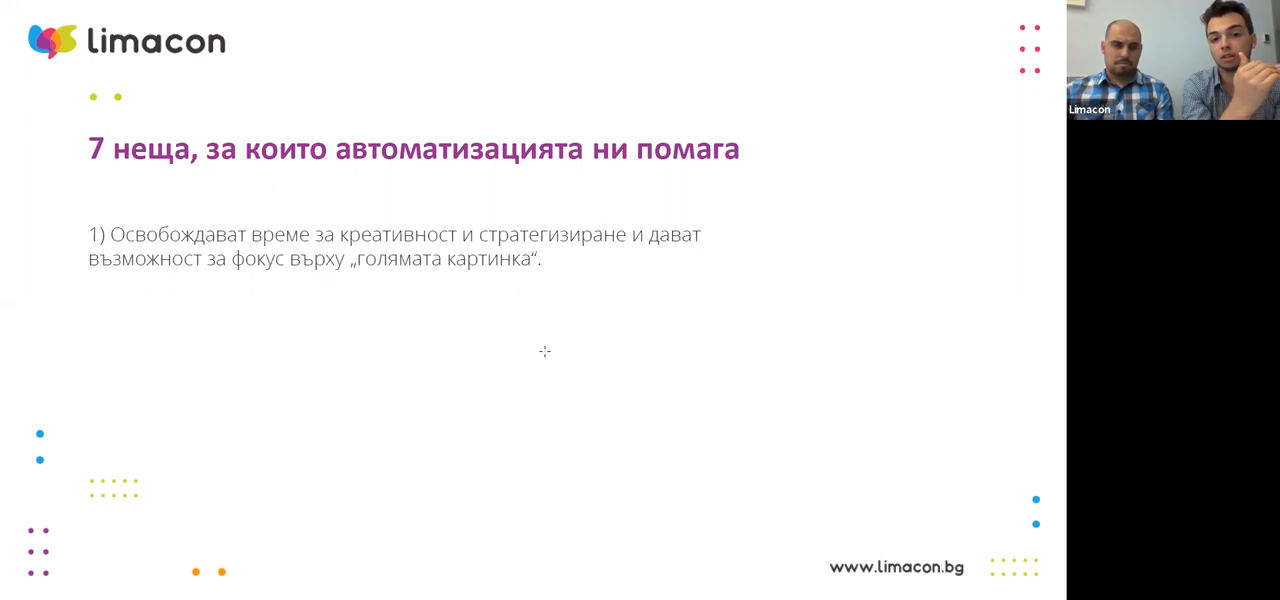 limacon
Limacon
7 неща, за които автоматизацията ни помага
1) Освобождават време за креативност и стратегизиране и дават
възможност за фокус върху „голямата картинка“.
www.limacon.bg